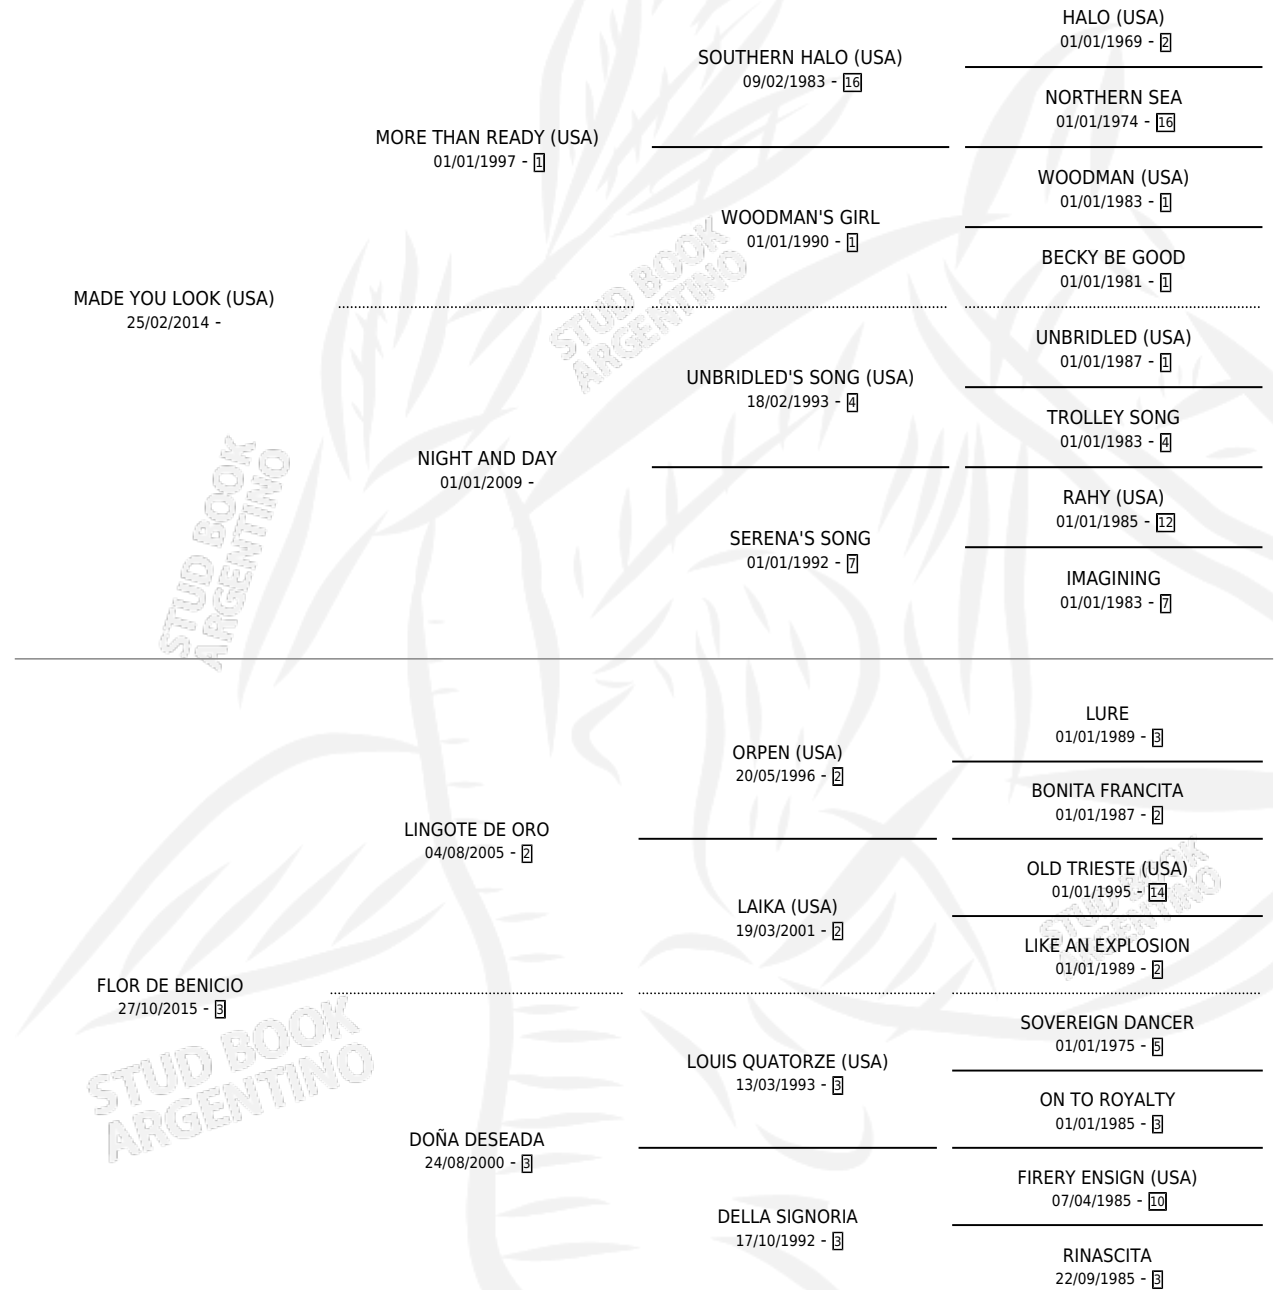 HALO (USA)
01/01/1969 - 2
SOUTHERN HALO (USA)
09/02/1983 - 16
NORTHERN SEA
01/01/1974 - 16
MORE THAN READY (USA)
01/01/1997 - 1
WOODMAN (USA)
01/01/1983 - 1
WOODMAN'S GIRL
01/01/1990 - 1
BECKY BE GOOD
01/01/1981 - 1
MADE YOU LOOK (USA)
25/02/2014 -
STUD BOOK
ARGENTINO
UNBRIDLED (USA)
01/01/1987 - 1
UNBRIDLED'S SONG (USA)
18/02/1993 - 4
TROLLEY SONG
01/01/1983 - 4
NIGHT AND DAY
01/01/2009 -
RAHY (USA)
01/01/1985 - 12
SERENA'S SONG
01/01/1992 - 7
IMAGINING
01/01/1983 - 7
STUD BOOK
ARGENTINO
LURE
01/01/1989 - 3
ORPEN (USA)
20/05/1996 - 2
BONITA FRANCITA
01/01/1987 - 2
LINGOTE DE ORO
04/08/2005 - 2
OLD TRIESTE (USA)
01/01/1995 - 14
LAIKA (USA)
19/03/2001 - 2
LIKE AN EXPLOSION
01/01/1989 - 2
STUD BOOK
ARGENTINO
FLOR DE BENICIO
27/10/2015 - 3
SOVEREIGN DANCER
01/01/1975 - 5
LOUIS QUATORZE (USA)
13/03/1993 - 3
ON TO ROYALTY
01/01/1985 - 3
STUD BOOK
ARGENTINO
DOÑA DESEADA
24/08/2000 - 3
FIRERY ENSIGN (USA)
07/04/1985 - 10
DELLA SIGNORIA
17/10/1992 - 3
RINASCITA
22/09/1985 - 3